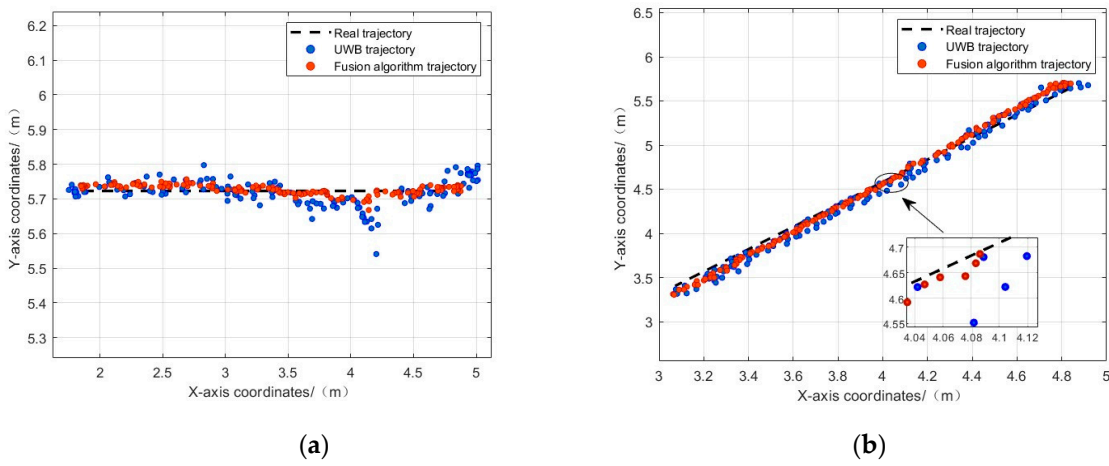 6.2
6.1
6
5.9
5.8
5.7
5.6
5.5
5.4
5.3
Y-axis coordinates/（m）
2 2.5 3 3.5 4 4.5 5
X-axis coordinates/（m）
Real trajectory
UWB trajectory
Fusion algorithm trajectory
(a)
6.5
6
5.5
5
4.5
4
3.5
3
Y-axis coordinates/（m）
3 3.2 3.4 3.6 3.8 4 4.2 4.4 4.6 4.8 5
X-axis coordinates/（m）
Real trajectory
UWB trajectory
Fusion algorithm trajectory
4.7
4.65
4.6
4.55
4.04 4.06 4.08 4.1 4.12
(b)